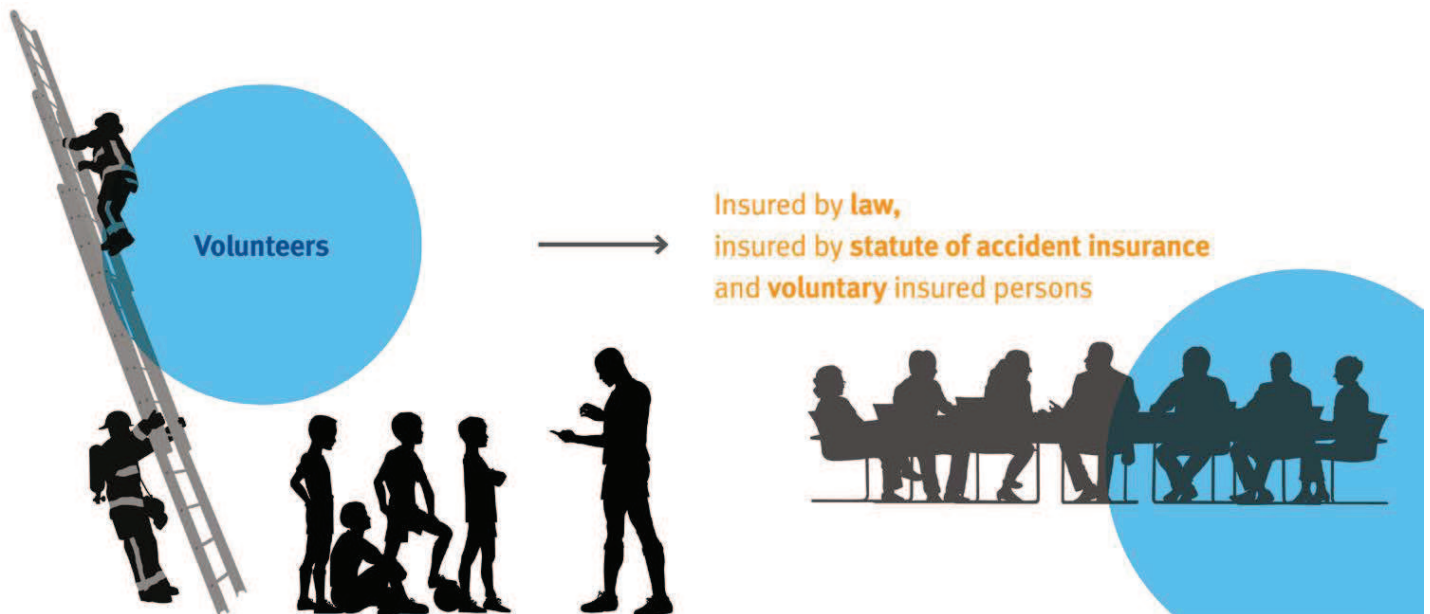 Volunteers
Insured by law,
insured by statute of accident insurance
and voluntary insured persons